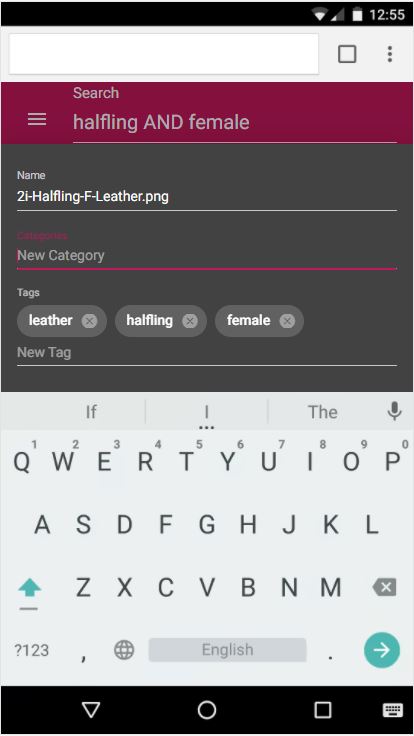 12:55
Search
halfling AND female
Name
2i-Halfling-F-Leather.png
Categories
New Category
Tags
leather halfling female
New Tag
If I The
1 2 3 4 5 6 7 8 9 0
Q W E R T Y U I O P
A S D F G H J K L
Z X C V B N M
?123 , English .